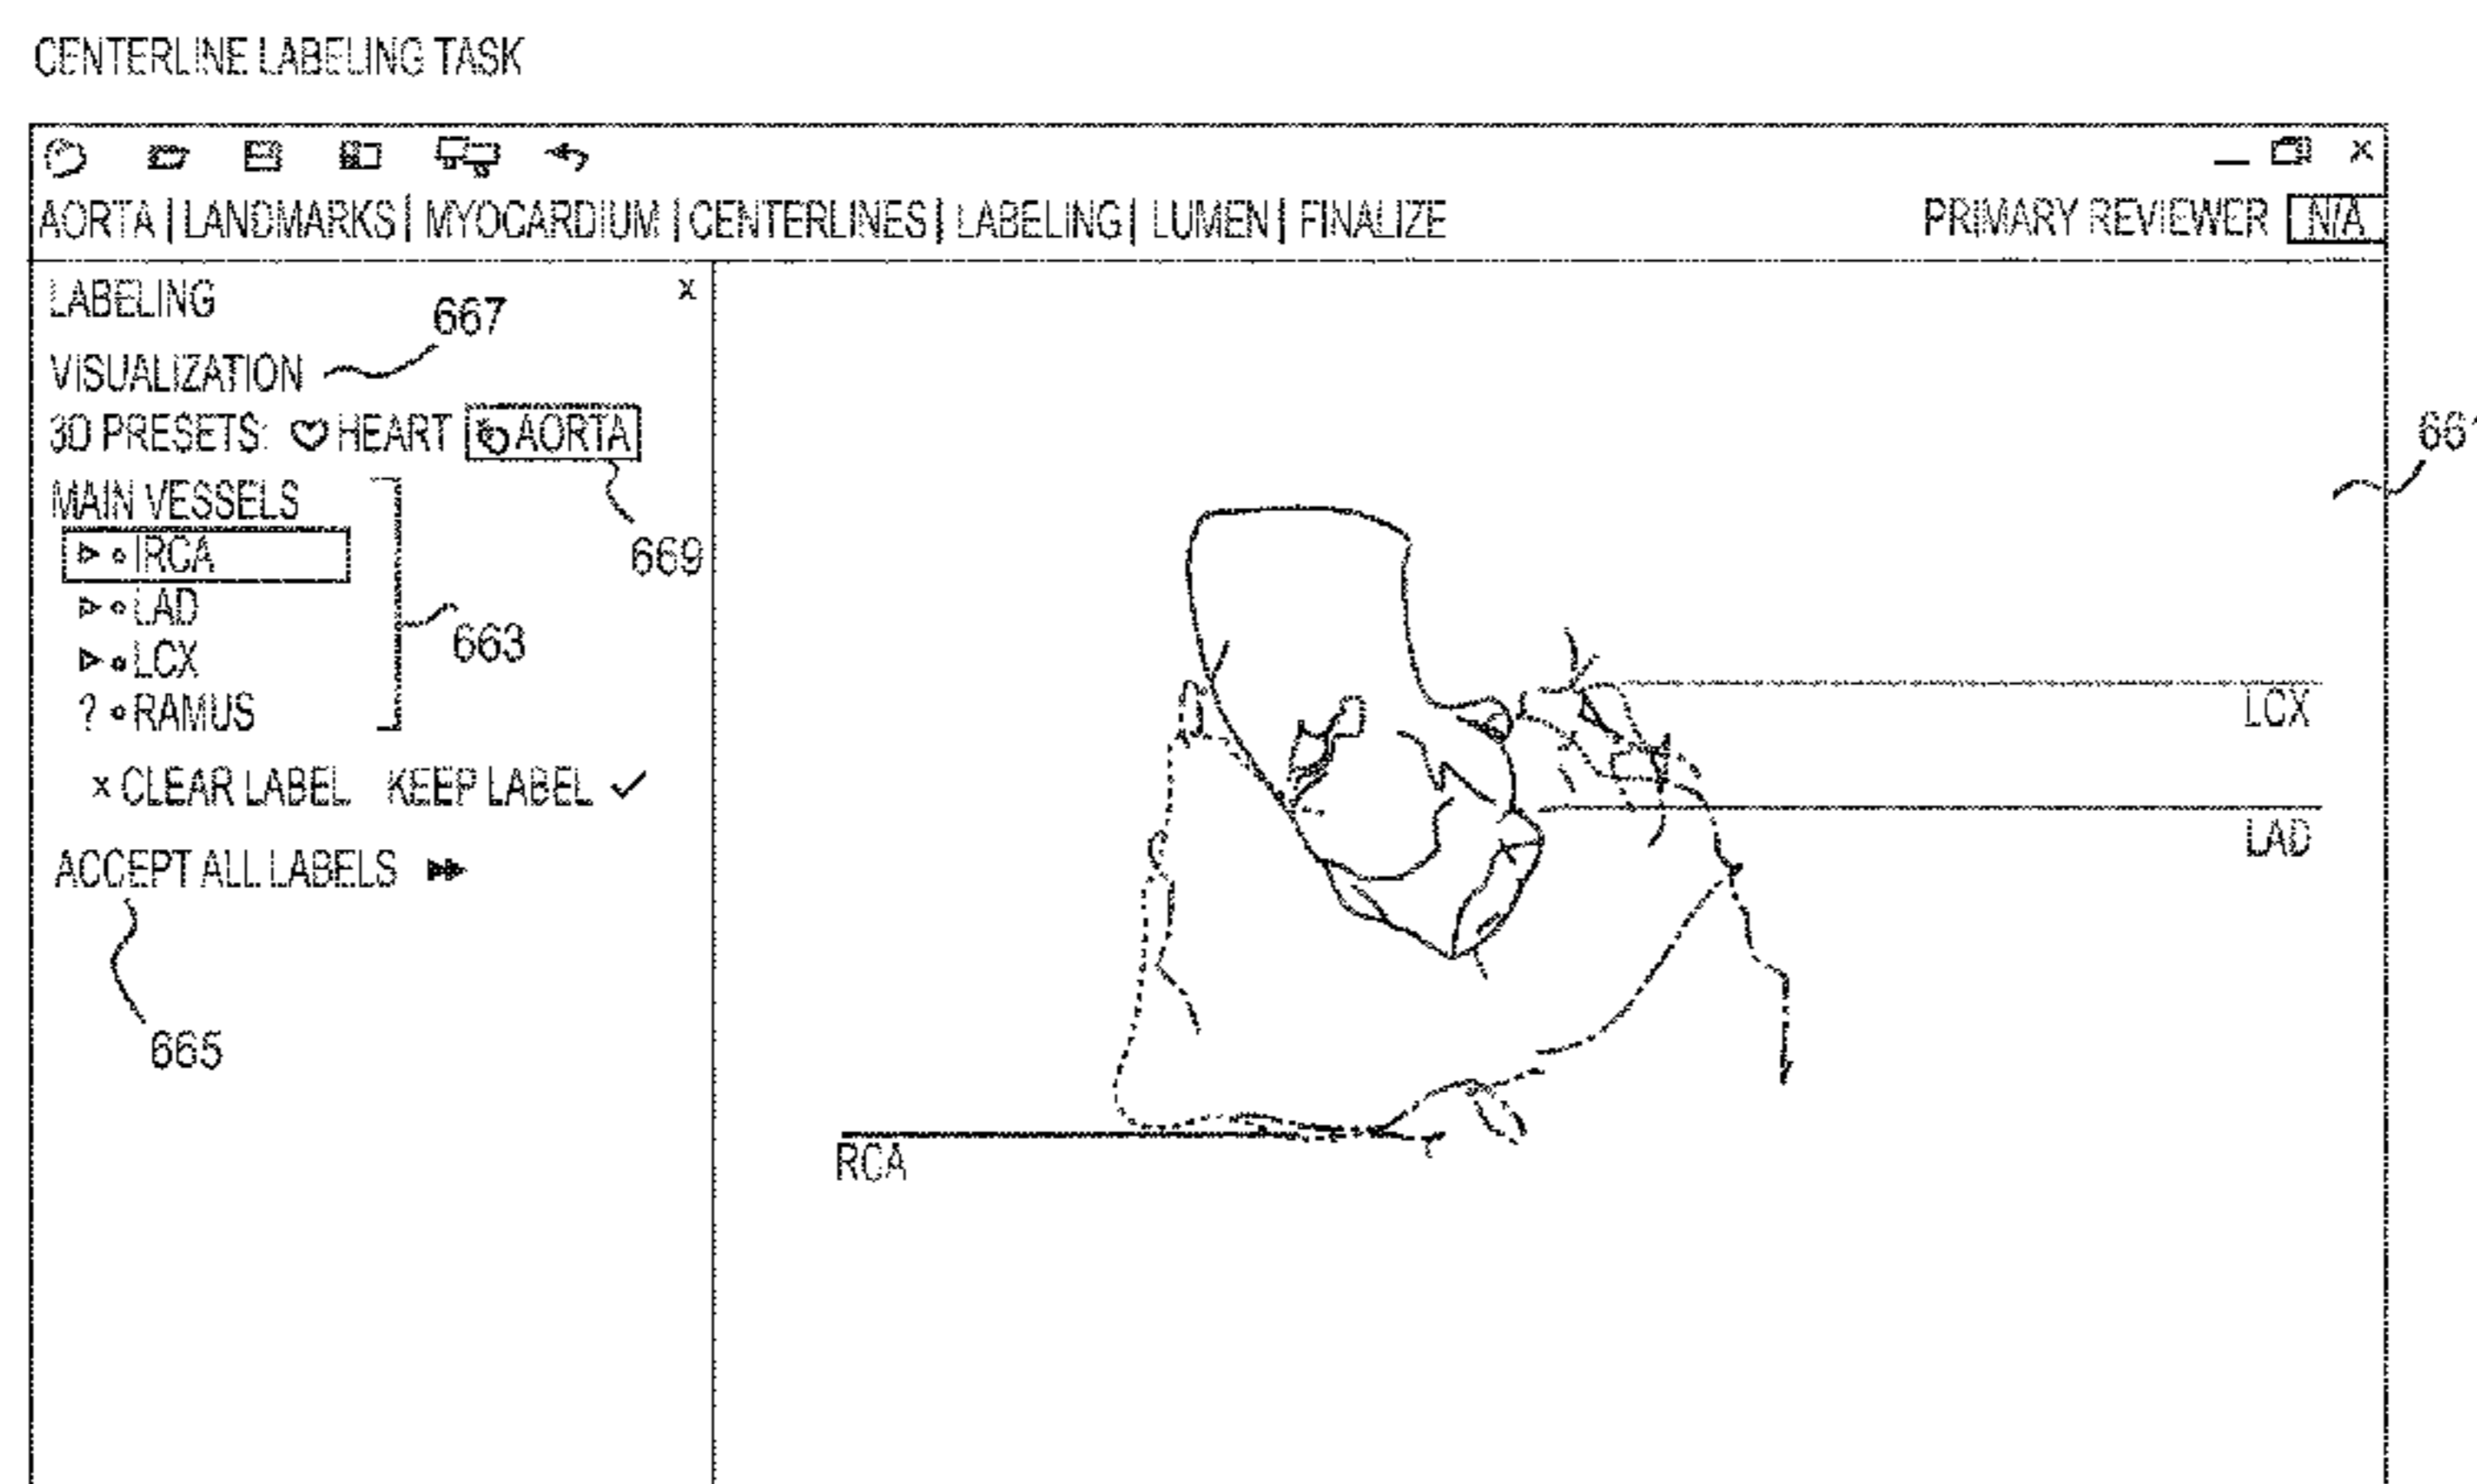 CENTERLINE LABELING TASK
AORTA | LANDMARKS | MYOCARDIUM | CENTERLINES | LABELING | LUMEN | FINALIZE PRIMARY REVIEWER N/A
LABELING x
667
VISUALIZATION
3D PRESETS: HEART AORTA
661
MAIN VESSELS
RCA
669
LAD
663
LCX
? RAMUS
LCX
x CLEAR LABEL KEEP LABEL ✓
LAD
ACCEPT ALL LABELS
665
RCA